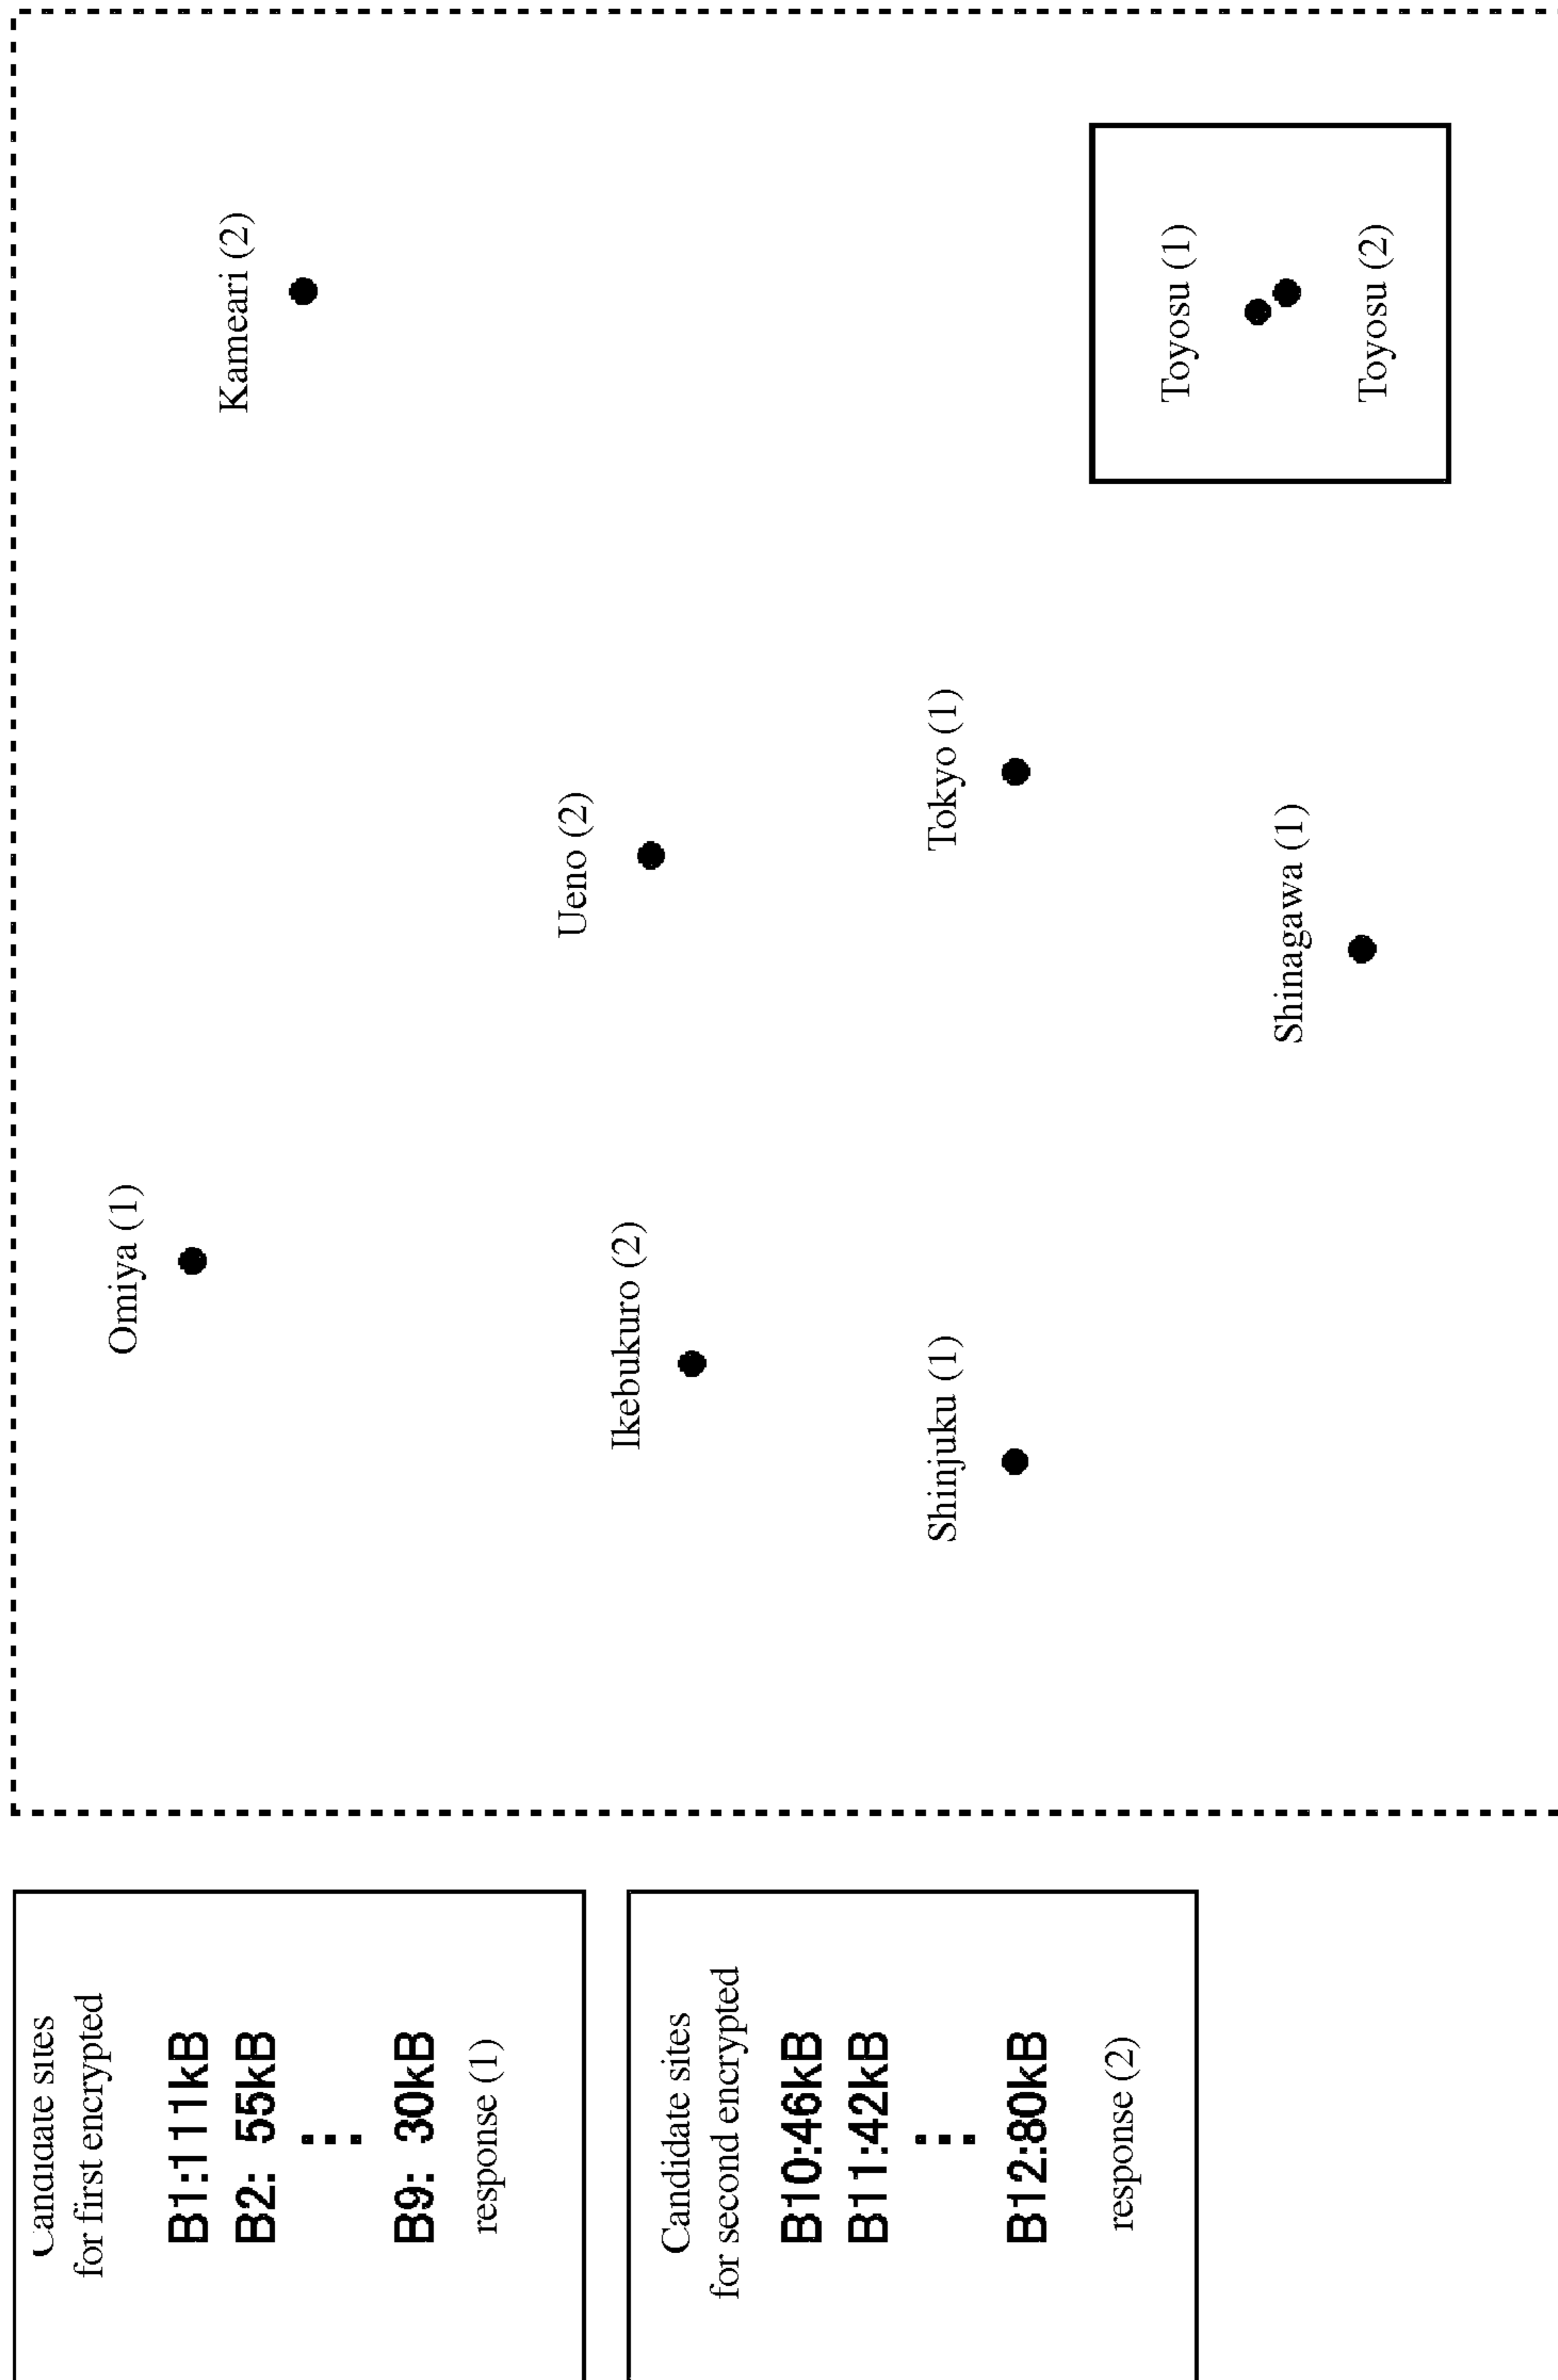 Candidate sites
for first encrypted
B1:111kB
B2: 55kB
⋮
B9: 30kB
response (1)
Candidate sites
for second encrypted
B10:46kB
B11:42kB
⋮
B12:80kB
response (2)
Omiya (1)
Kameari (2)
Ueno (2)
Ikebukuro (2)
Shinjuku (1)
Tokyo (1)
Toyosu (1)
Shinagawa (1)
Toyosu (2)